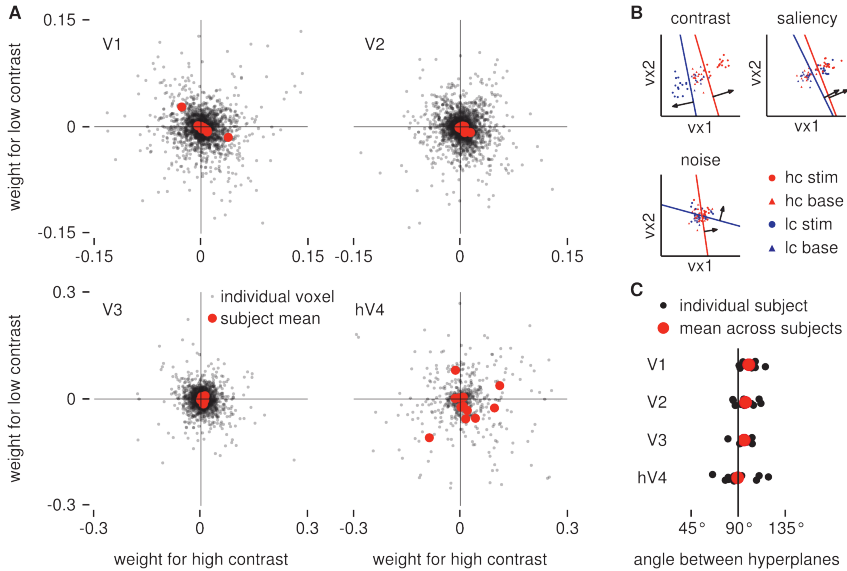 A
0.15
V1
V2
weight for low contrast
0
-0.15
-0.15
0
0.15
-0.15
0
0.15
0.3
V3
individual voxel
subject mean
hV4
weight for low contrast
0
-0.3
-0.3
0
0.3
-0.3
0
0.3
weight for high contrast
weight for high contrast
B
contrast
saliency
vx2
vx1
vx2
vx1
noise
vx2
vx1
hc stim
hc base
lc stim
lc base
C
individual subject
mean across subjects
V1
V2
V3
hV4
45°
90°
135°
angle between hyperplanes